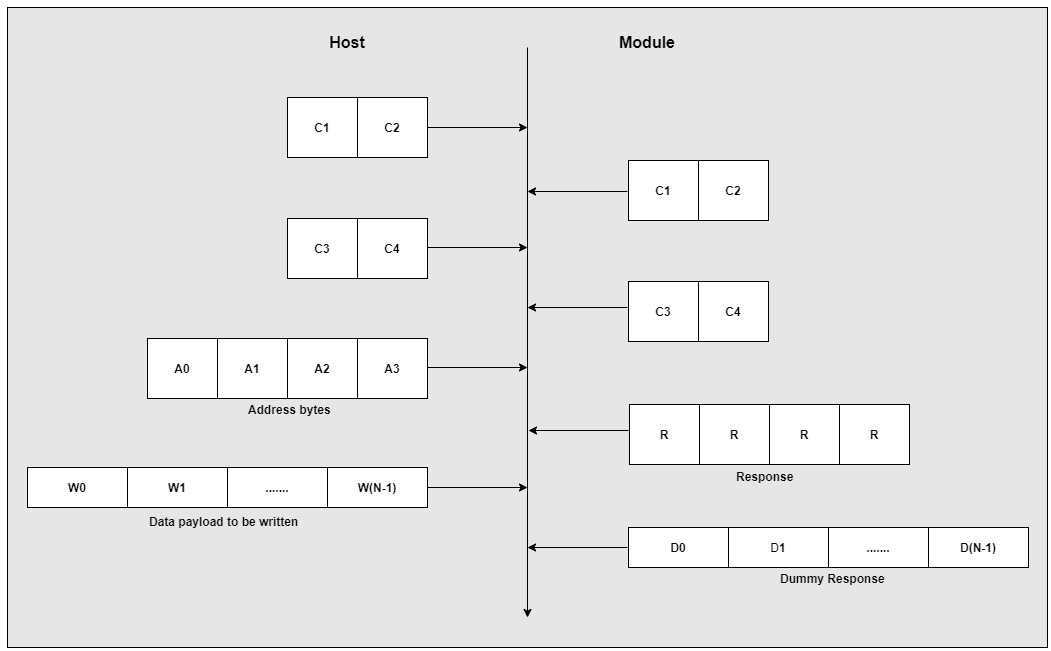 Host Module
C1 C2
C1 C2
C3 C4
C3 C4
A0 A1 A2 A3
Address bytes
R R R R
Response
W0 W1 ....... W(N-1)
Data payload to be written
D0 D1 ....... D(N-1)
Dummy Response